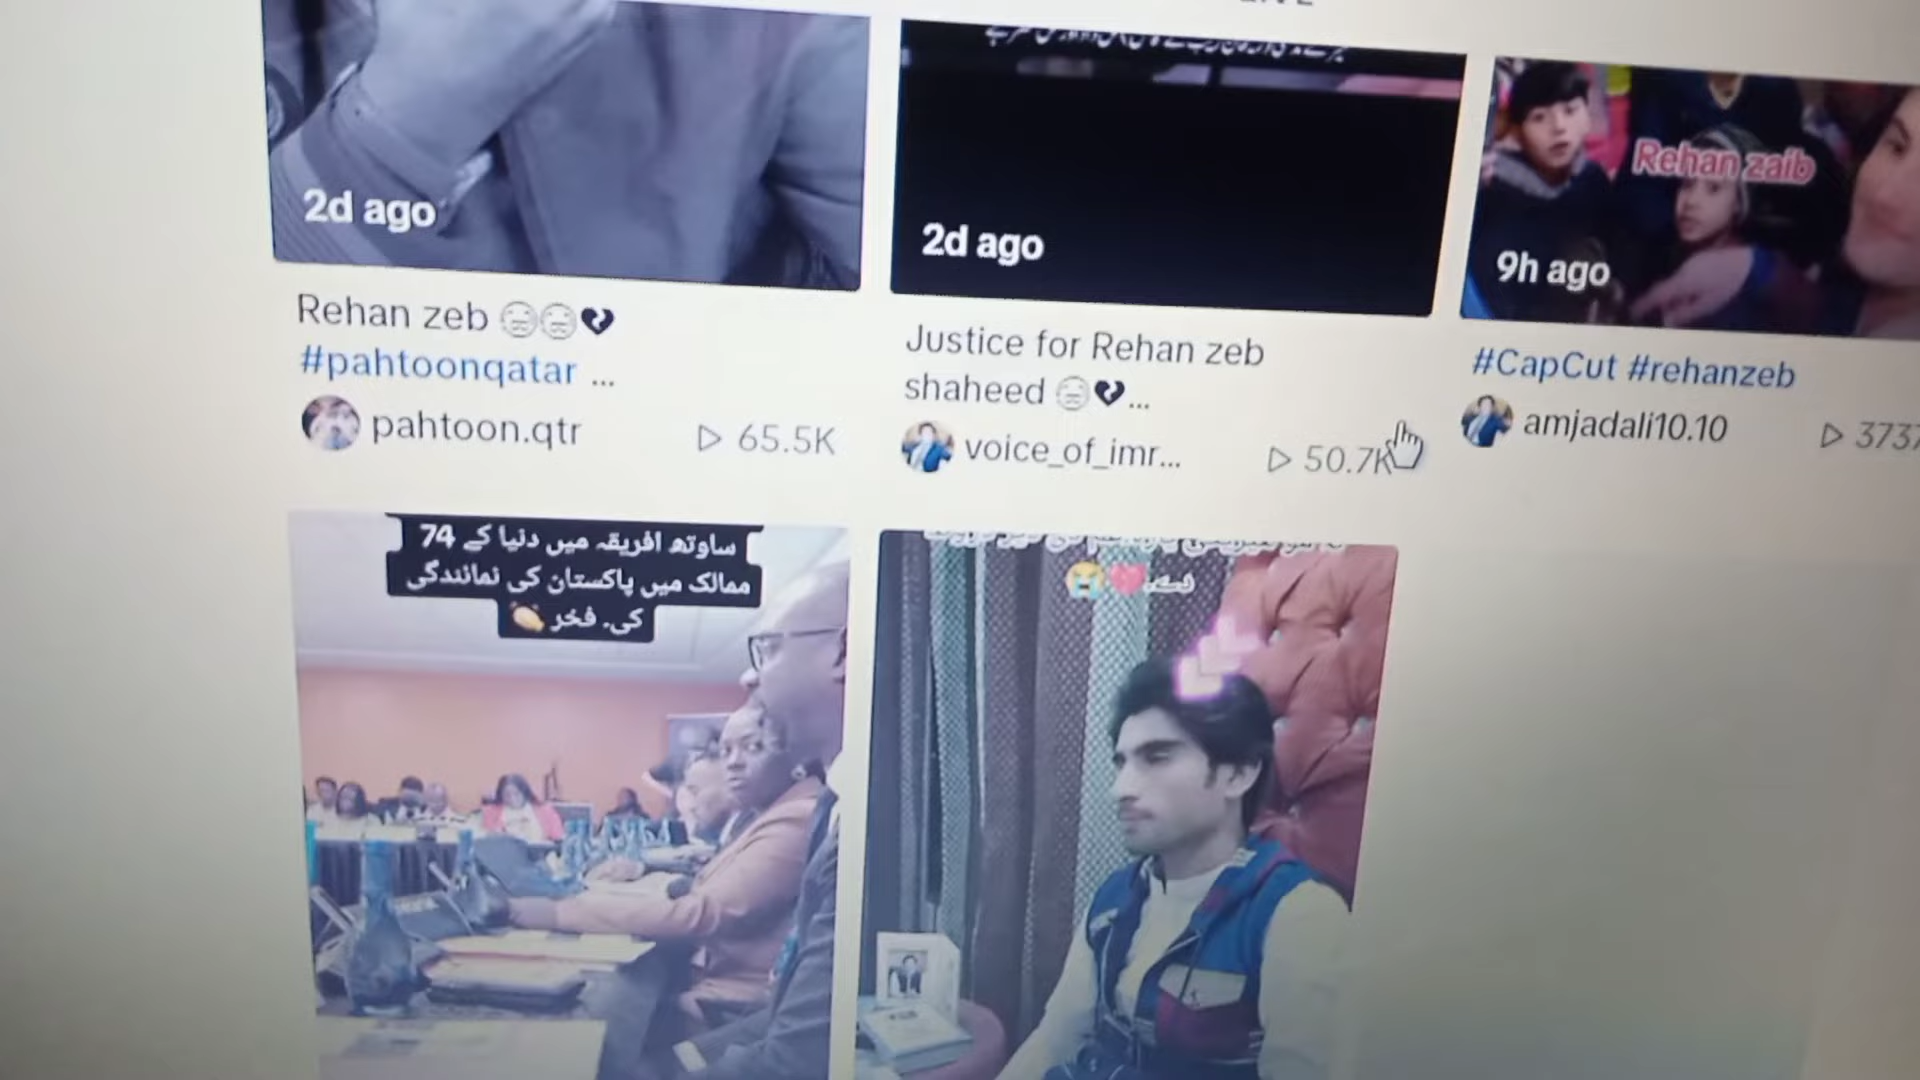 2d ago
2d ago
Rehan zaib
9h ago
Rehan zeb 😔😔💔
#pahtoonqatar ...
pahtoon.qtr
65.5K
Justice for Rehan zeb
shaheed 😔💔...
voice_of_imr...
50.7K
#CapCut #rehanzeb
amjadali10.10
3737
ساوتھ افریقہ میں دنیا کے 74
ممالک میں پاکستان کی نمائندگی
کی۔ فخر 👏
دے۔💔😭